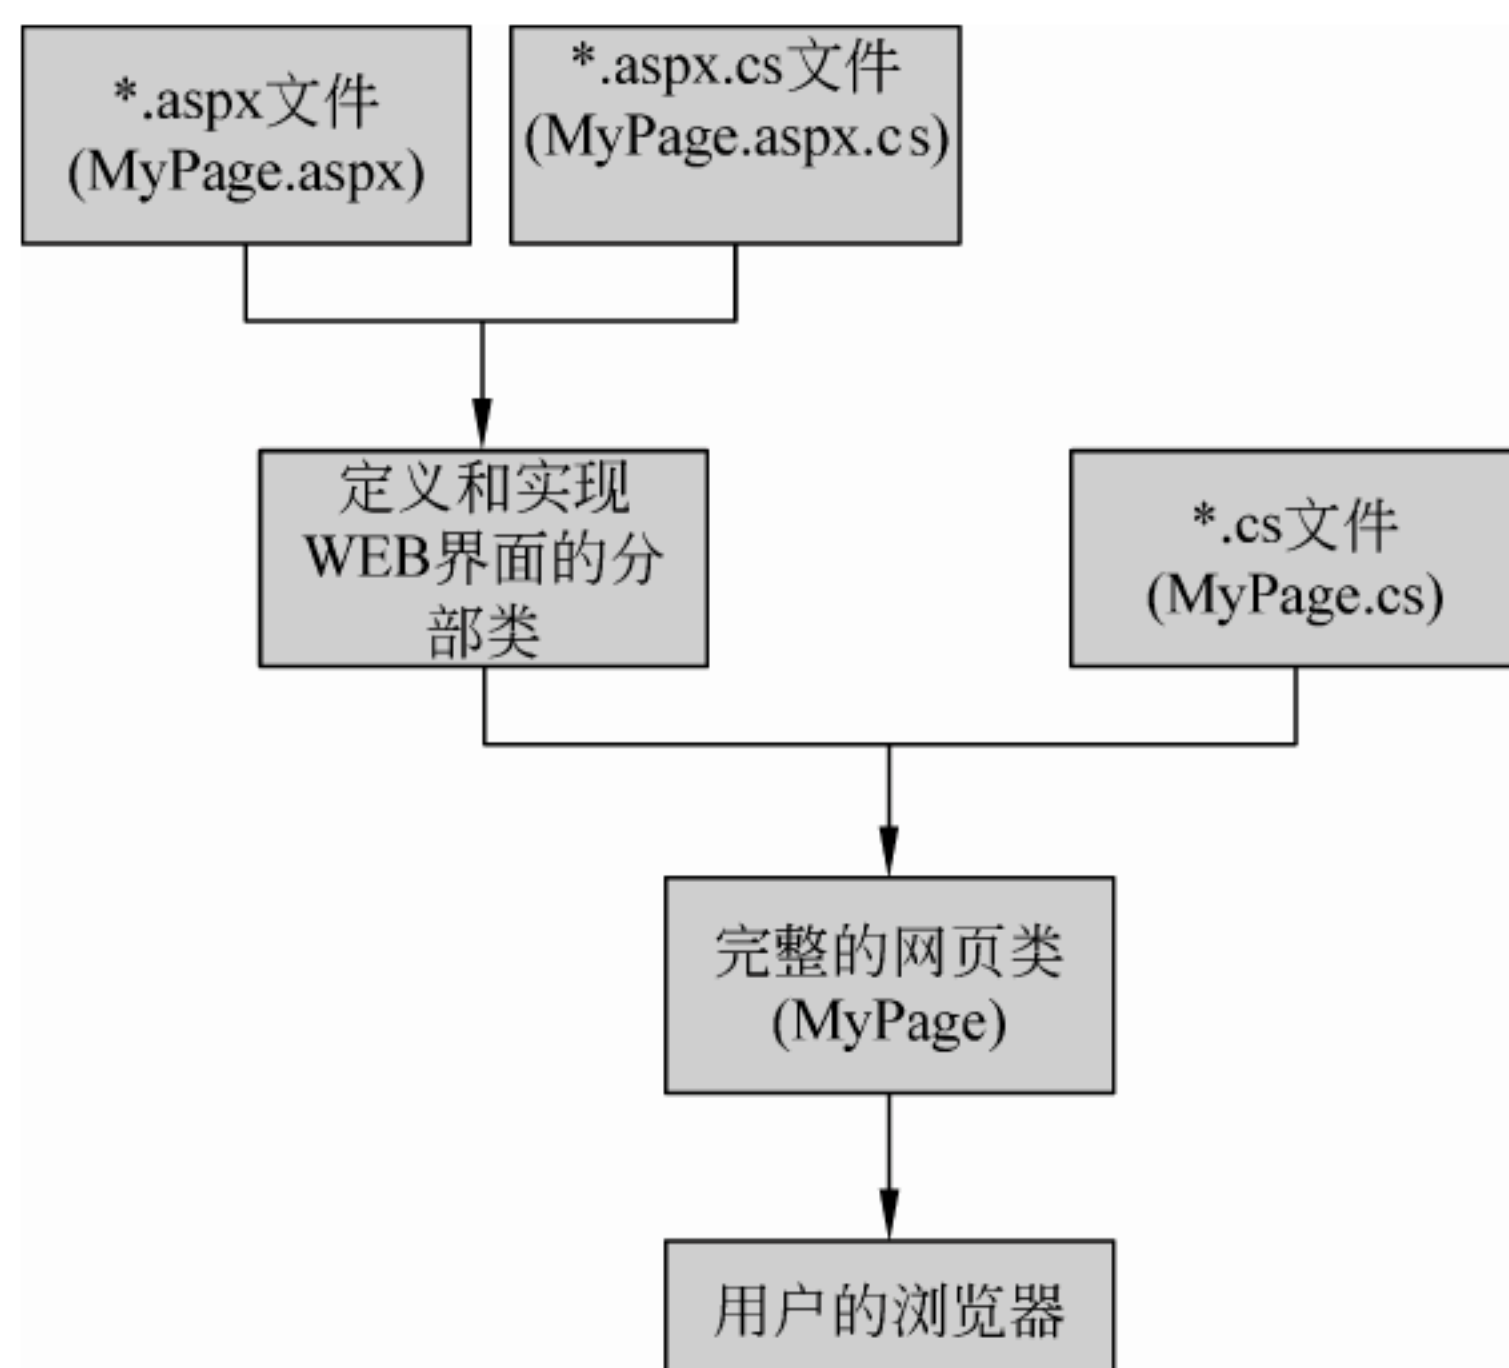 *.aspx文件
(MyPage.aspx)
*.aspx.cs文件
(MyPage.aspx.cs)
定义和实现
WEB界面的分
部类
*.cs文件
(MyPage.cs)
完整的网页类
(MyPage)
用户的浏览器